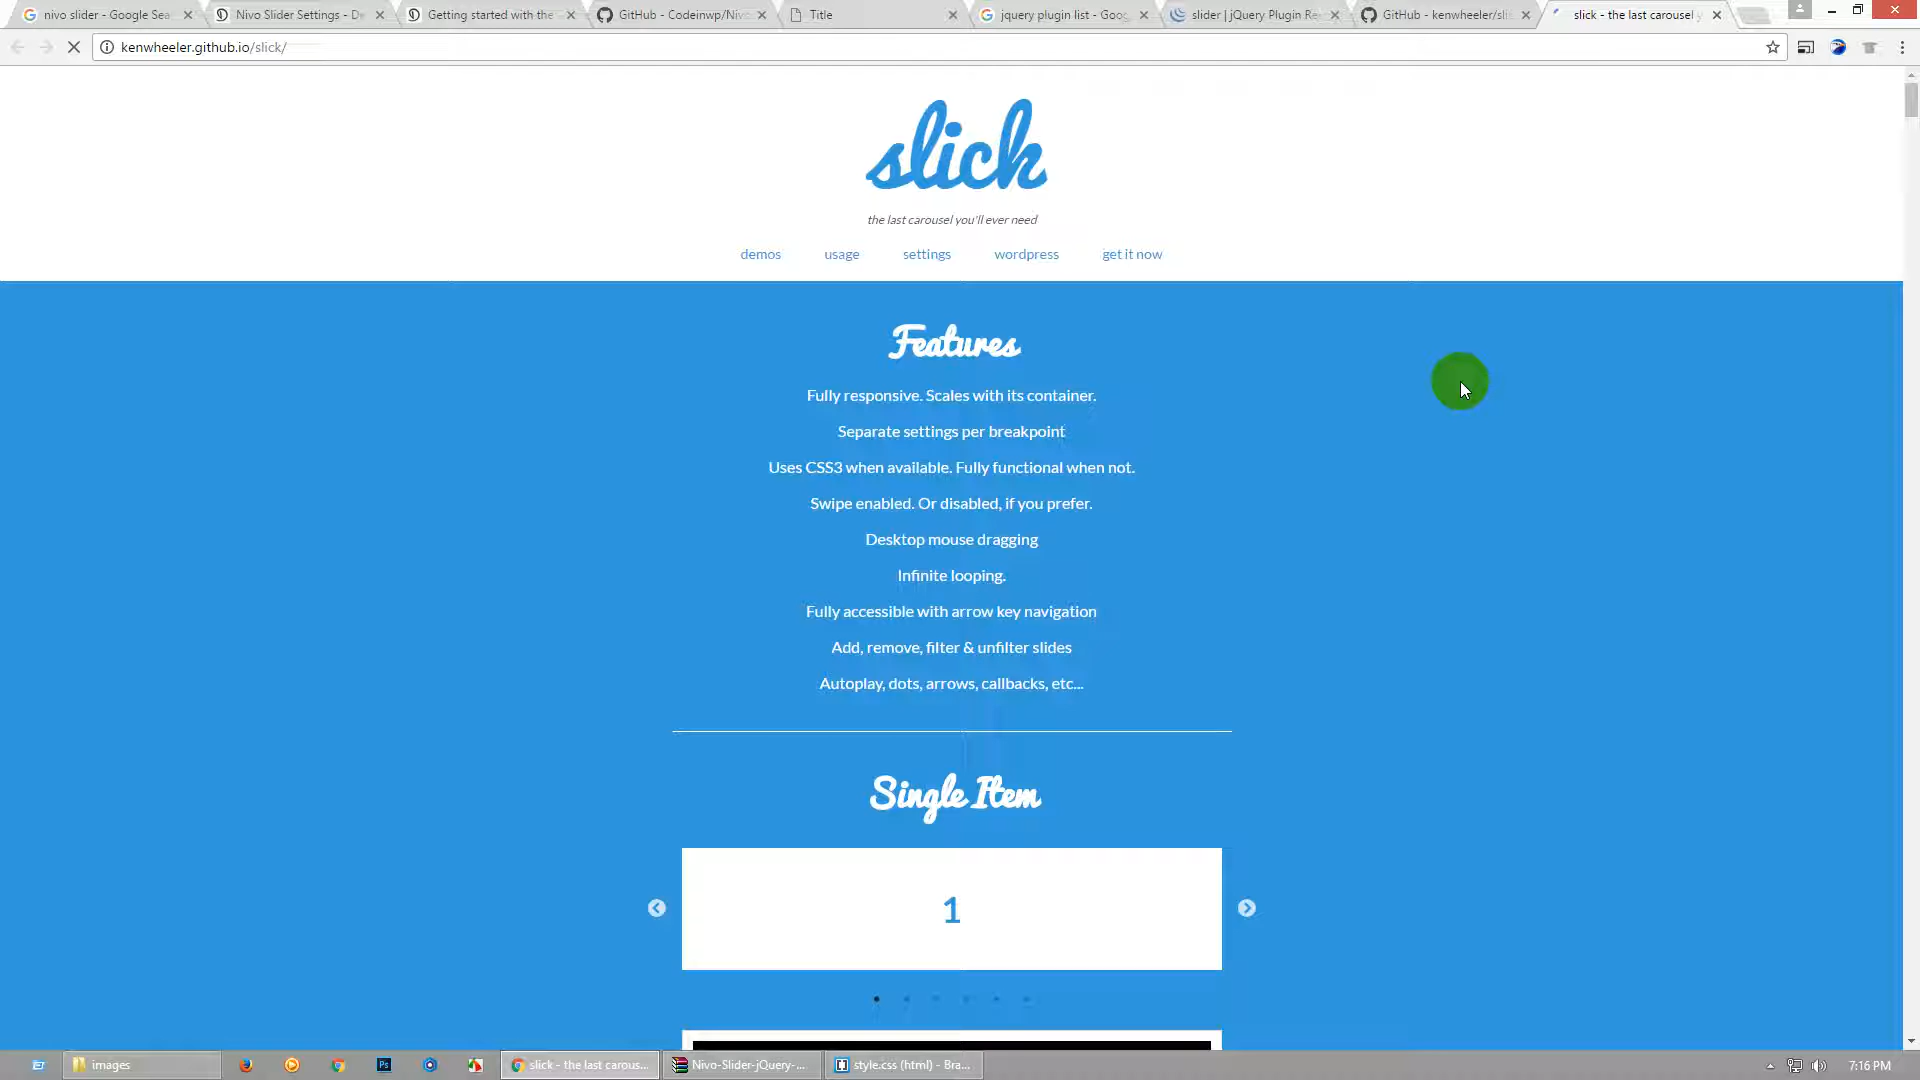 nivo slider - Google Sea
Nivo Slider Settings - De
Getting started with the
GitHub - Codeinwp/Nivo
Title
jquery plugin list - Goog
slider | jQuery Plugin Re
GitHub - kenwheeler/slic
slick - the last carousel y
kenwheeler.github.io/slick/
slick
the last carousel you'll ever need
demos usage settings wordpress get it now
Features
Fully responsive. Scales with its container.
Separate settings per breakpoint
Uses CSS3 when available. Fully functional when not.
Swipe enabled. Or disabled, if you prefer.
Desktop mouse dragging
Infinite looping.
Fully accessible with arrow key navigation
Add, remove, filter & unfilter slides
Autoplay, dots, arrows, callbacks, etc...
Single Item
1
images
Ps
slick - the last carous...
Nivo-Slider-jQuery-...
style.css (html) - Bra...
7:16 PM